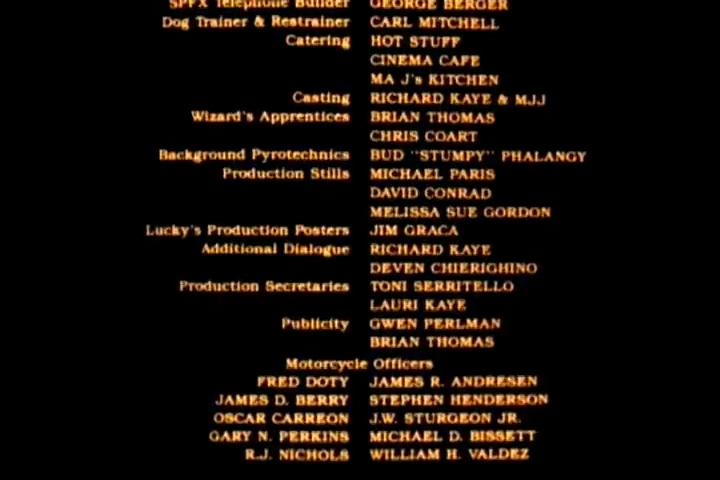 SPFX Telephone Builder GEORGE BERGER
Dog Trainer & Restrainer CARL MITCHELL
Catering HOT STUFF
CINEMA CAFE
MA J's KITCHEN
Casting RICHARD KAYE & MJJ
Wizard's Apprentices BRIAN THOMAS
CHRIS COART
Background Pyrotechnics BUD "STUMPY" PHALANGY
Production Stills MICHAEL PARIS
DAVID CONRAD
MELISSA SUE GORDON
Lucky's Production Posters JIM GRACA
Additional Dialogue RICHARD KAYE
DEVEN CHIERIGHINO
Production Secretaries TONI SERRITELLO
LAURI KAYE
Publicity GWEN PERLMAN
BRIAN THOMAS
Motorcycle Officers
FRED DOTY JAMES R. ANDRESEN
JAMES D. BERRY STEPHEN HENDERSON
OSCAR CARREON J.W. STURGEON JR.
GARY N. PERKINS MICHAEL D. BISSETT
R.J. NICHOLS WILLIAM H. VALDEZ